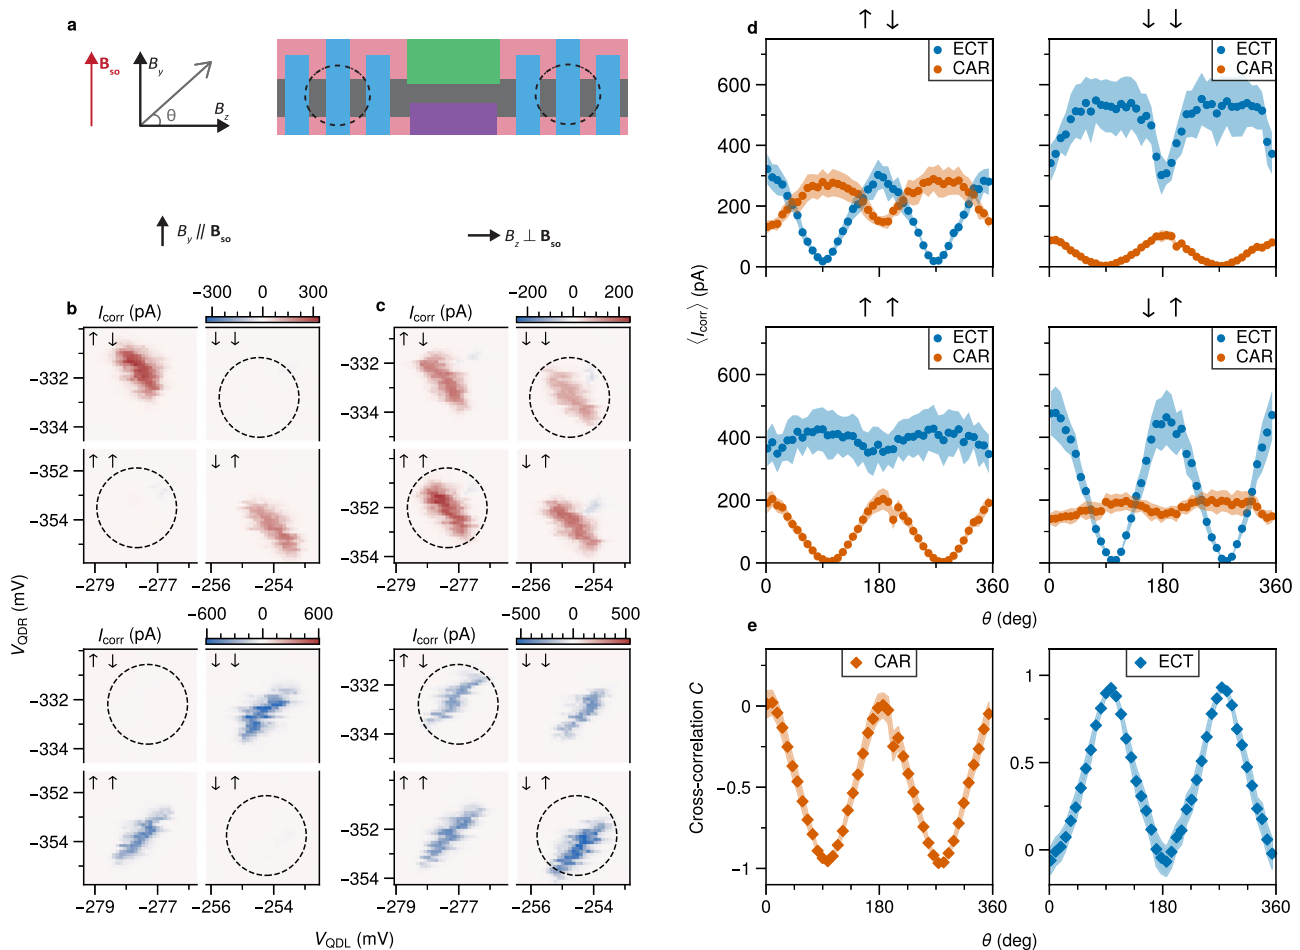 a
B_so
B_y
θ
B_z
B_y // B_so
B_z ⊥ B_so
b
I_corr (pA)
−300 0 300
↑ ↓
↓ ↓
−332
−334
↑ ↑
↓ ↑
−352
−354
−279 −277 −256 −254
c
I_corr (pA)
−200 0 200
↑ ↓
↓ ↓
−332
−334
↑ ↑
↓ ↑
−352
−354
−279 −277 −256 −254
V_QDR (mV)
I_corr (pA)
−600 0 600
↑ ↓
↓ ↓
−332
−334
↑ ↑
↓ ↑
−352
−354
−279 −277 −256 −254
I_corr (pA)
−500 0 500
↑ ↓
↓ ↓
−332
−334
↑ ↑
↓ ↑
−352
−354
−279 −277 −256 −254
V_QDL (mV)
d
↑ ↓
ECT
CAR
600
400
200
0
↓ ↓
ECT
CAR
⟨I_corr⟩ (pA)
↑ ↑
ECT
CAR
600
400
200
0
0 180 360
θ (deg)
↓ ↑
ECT
CAR
0 180 360
θ (deg)
e
CAR
Cross-correlation C
0
−0.5
−1
0 180 360
θ (deg)
ECT
1
0.5
0
0 180 360
θ (deg)